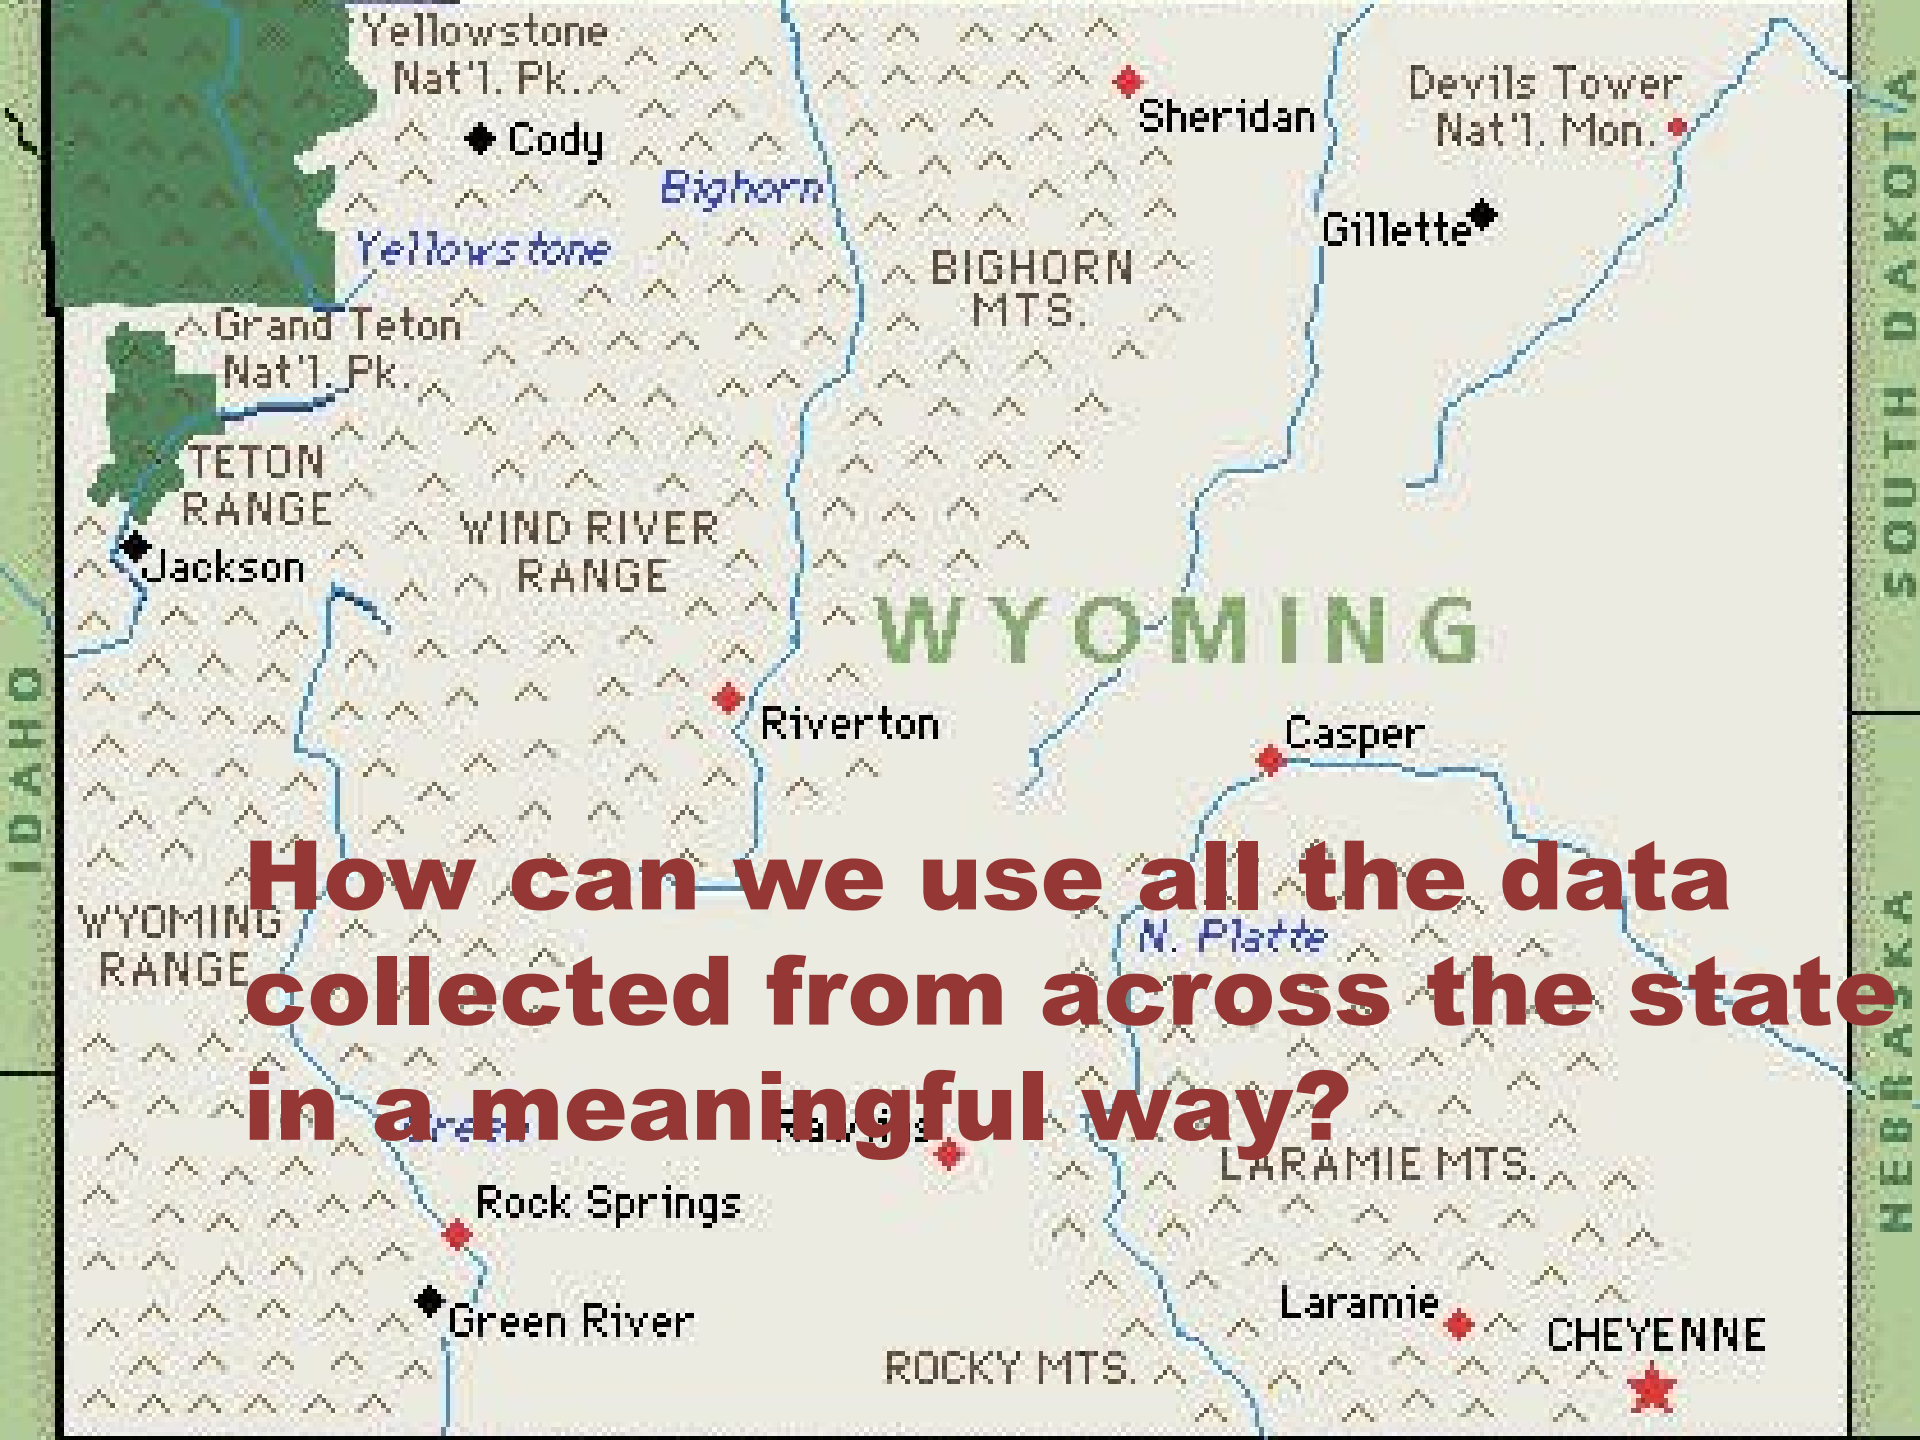 Yellowstone
Nat'l. Pk.
Cody
Bighorn
Sheridan
Devils Tower
Nat'l. Mon.
Gillette
SOUTH DAKOTA
Yellowstone
BIGHORN
MTS.
Grand Teton
Nat'l. Pk.
TETON
RANGE
Jackson
WIND RIVER
RANGE
WYOMING
IDAHO
Riverton
Casper
How can we use all the data
collected from across the state
in a meaningful way?
WYOMING
RANGE
N. Platte
NEBRASKA
Green
Rawlins
LARAMIE MTS.
Rock Springs
Green River
Laramie
CHEYENNE
ROCKY MTS.